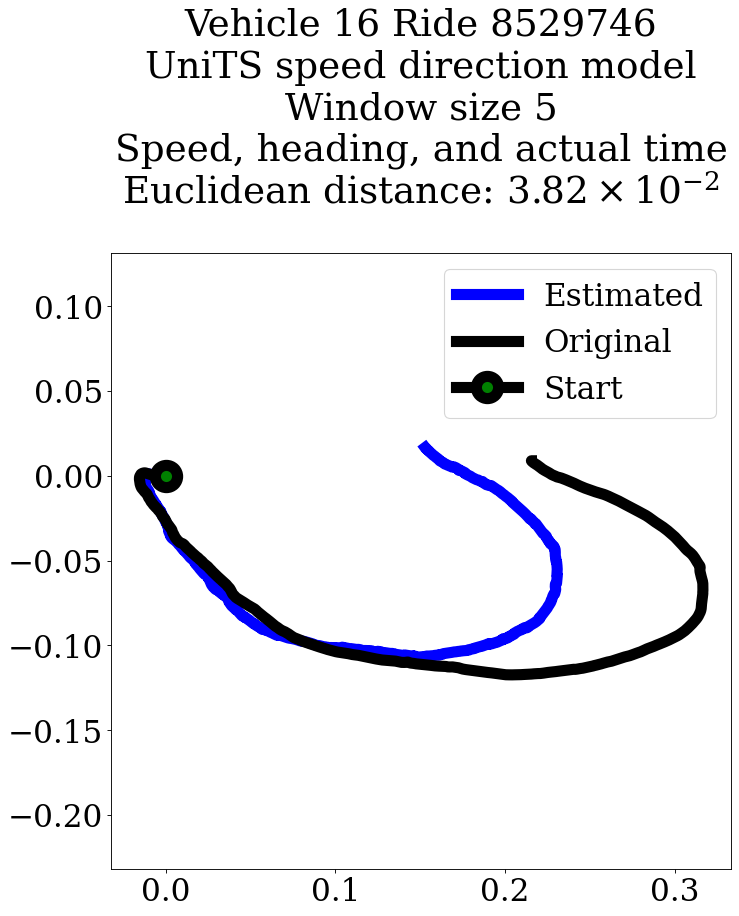 Vehicle 16 Ride 8529746
UniTS speed direction model
Window size 5
Speed, heading, and actual time
Euclidean distance: 3.82 × 10⁻²
Estimated
Original
Start
0.10
0.05
0.00
−0.05
−0.10
−0.15
−0.20
0.0 0.1 0.2 0.3